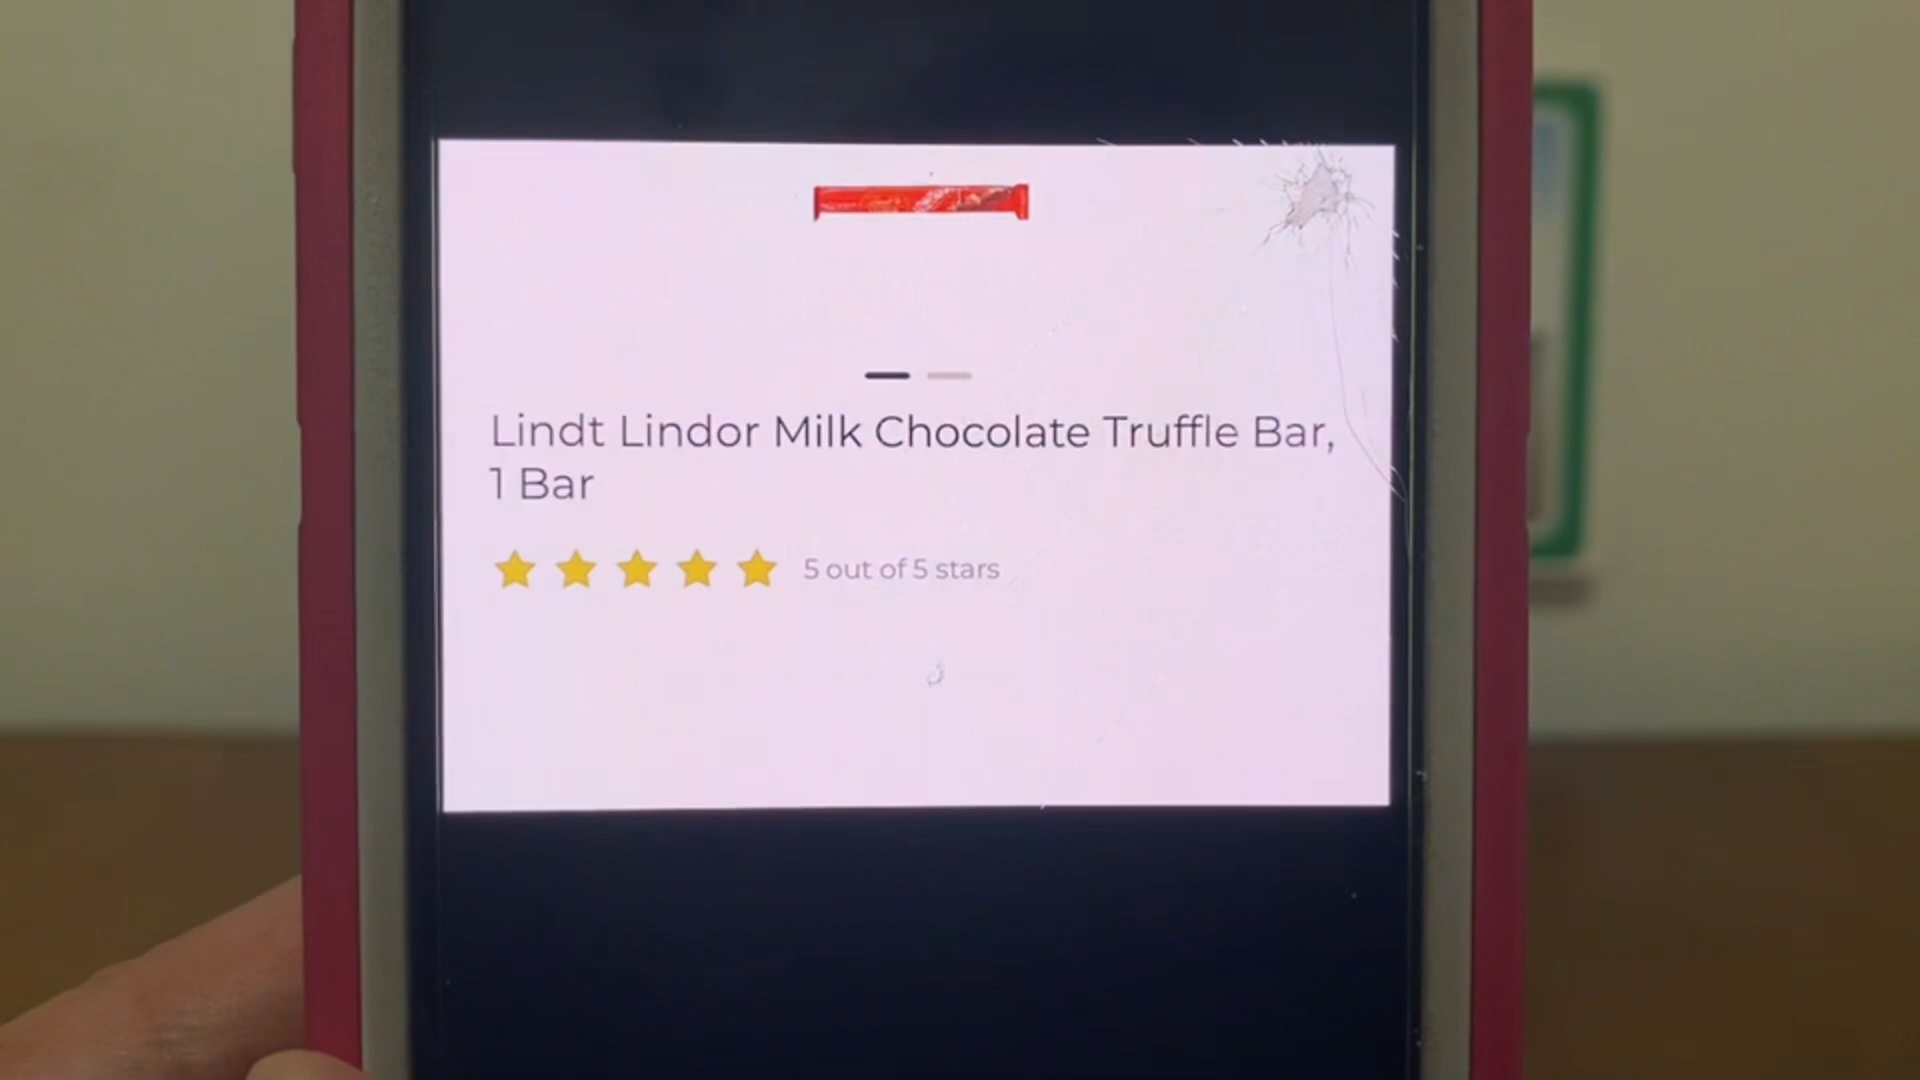 Lindt Lindor Milk Chocolate Truffle Bar,
1 Bar
5 out of 5 stars